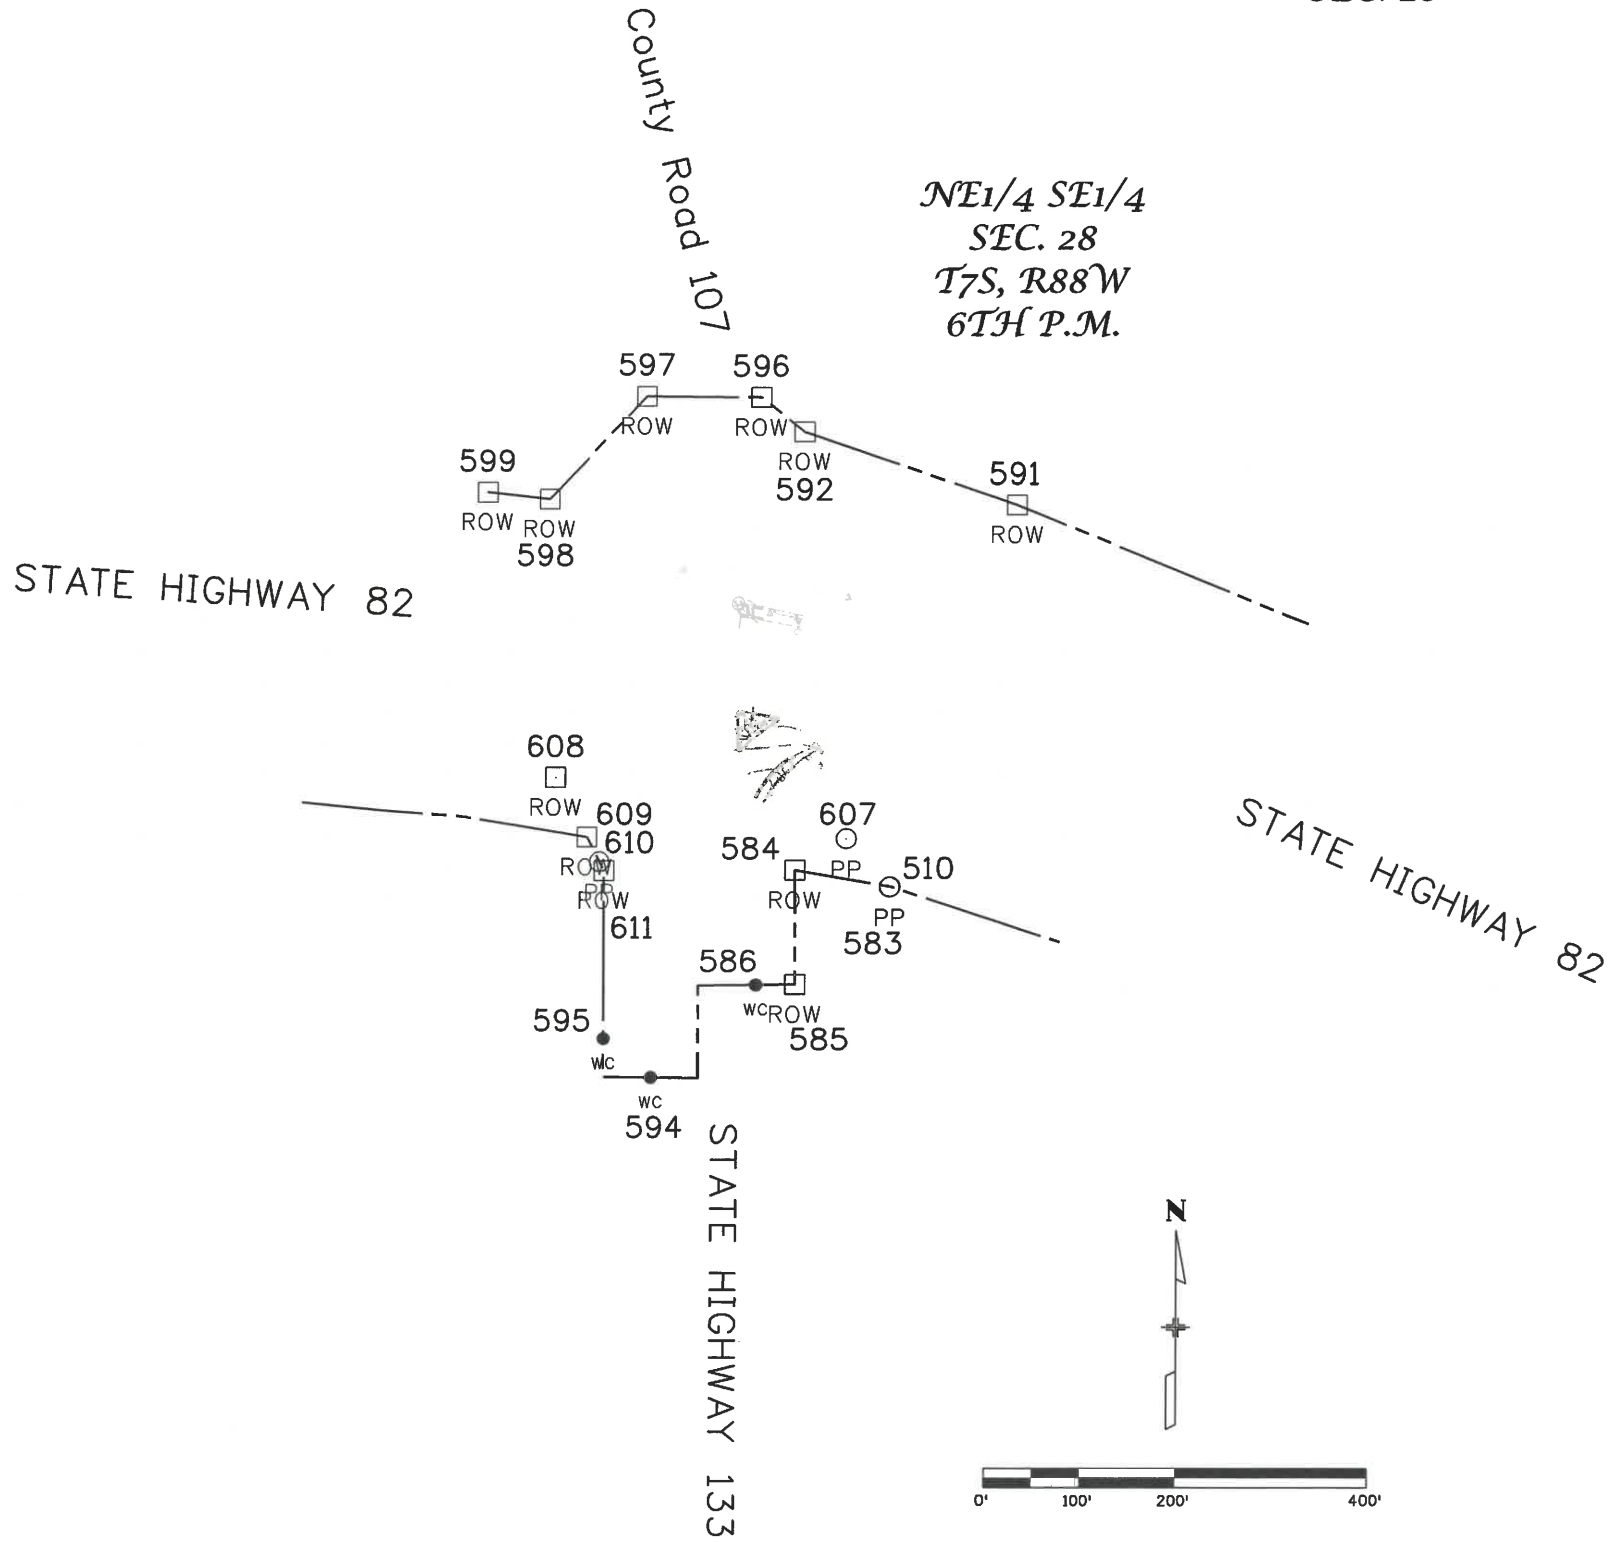 County Road 107
NE1/4 SE1/4
SEC. 28
T7S, R88W
6TH P.M.
597
596
ROW
ROW
599
ROW
592
591
ROW
ROW
ROW
598
STATE HIGHWAY 82
608
ROW
609
610
ROW
PP
ROW
611
607
PP
584
ROW
510
PP
583
STATE HIGHWAY 82
586
WC
ROW
585
595
WC
WC
594
STATE HIGHWAY 133
N
0' 100' 200' 400'